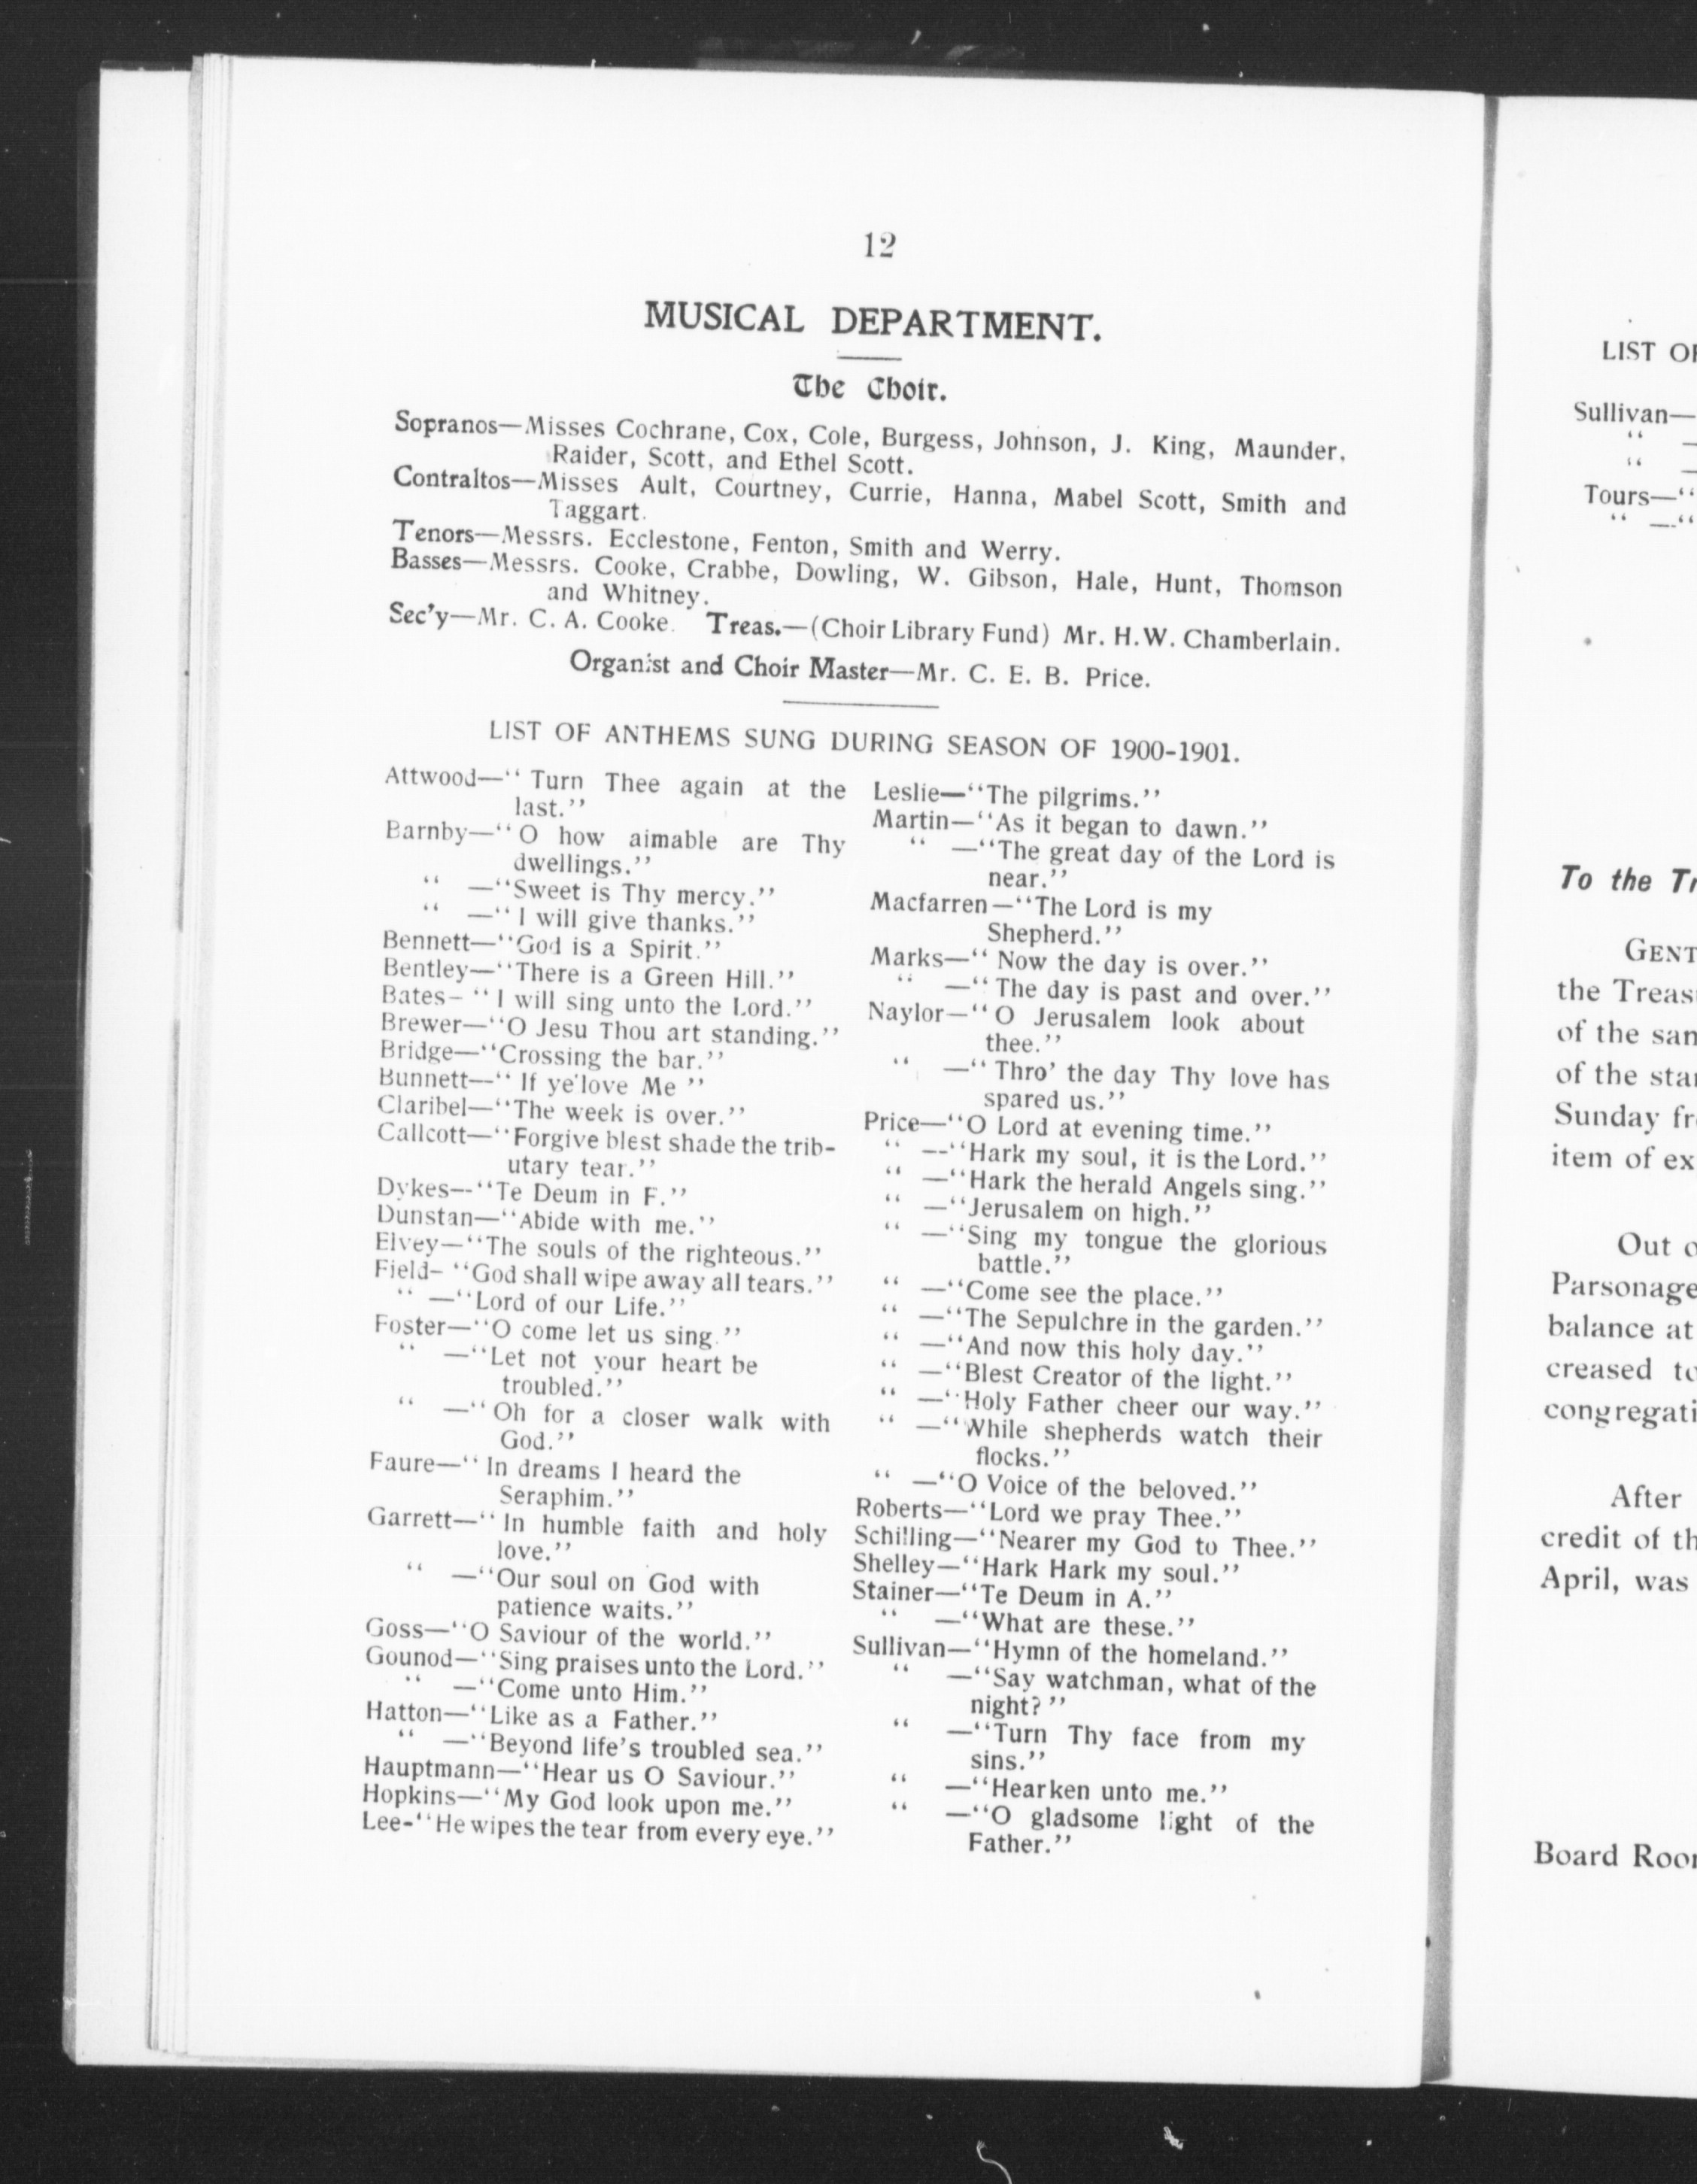 12
MUSICAL DEPARTMENT.
The Choir.
Sopranos—Misses Cochrane, Cox, Cole, Burgess, Johnson, J. King, Maunder,
Raider, Scott, and Ethel Scott.
Contraltos—Misses Ault, Courtney, Currie, Hanna, Mabel Scott, Smith and
Taggart.
Tenors—Messrs. Ecclestone, Fenton, Smith and Werry.
Basses—Messrs. Cooke, Crabbe, Dowling, W. Gibson, Hale, Hunt, Thomson
and Whitney.
Sec'y—Mr. C. A. Cooke. Treas.—(Choir Library Fund) Mr. H.W. Chamberlain.
Organist and Choir Master—Mr. C. E. B. Price.
LIST OF ANTHEMS SUNG DURING SEASON OF 1900-1901.
Attwood—“ Turn Thee again at the
last.”
Barnby—“O how aimable are Thy
dwellings.”
“ —“Sweet is Thy mercy.”
“ —“I will give thanks.”
Bennett—“God is a Spirit.”
Bentley—“There is a Green Hill.”
Bates– “I will sing unto the Lord.”
Brewer—“O Jesu Thou art standing.”
Bridge—“Crossing the bar.”
Bunnett—“ If ye'love Me ”
Claribel—“The week is over.”
Callcott—“Forgive blest shade the trib-
utary tear.”
Dykes—“Te Deum in F.”
Dunstan—“Abide with me.”
Elvey—“The souls of the righteous.”
Field– “God shall wipe away all tears.”
“ —“Lord of our Life.”
Foster—“O come let us sing.”
“ —“Let not your heart be
troubled.”
“ —“Oh for a closer walk with
God.”
Faure—“ In dreams I heard the
Seraphim.”
Garrett—“ In humble faith and holy
love.”
“ —“Our soul on God with
patience waits.”
Goss—“O Saviour of the world.”
Gounod—“Sing praises unto the Lord.”
“ —“Come unto Him.”
Hatton—“Like as a Father.”
“ —“Beyond life's troubled sea.”
Hauptmann—“Hear us O Saviour.”
Hopkins—“My God look upon me.”
Lee-“He wipes the tear from every eye.”
Leslie—“The pilgrims.”
Martin—“As it began to dawn.”
“ —“The great day of the Lord is
near.”
Macfarren—“The Lord is my
Shepherd.”
Marks—“ Now the day is over.”
“ —“ The day is past and over.”
Naylor—“O Jerusalem look about
thee.”
“ —“ Thro' the day Thy love has
spared us.”
Price—“O Lord at evening time.”
“ —“Hark my soul, it is the Lord.”
“ —“Hark the herald Angels sing.”
“ —“Jerusalem on high.”
“ —“Sing my tongue the glorious
battle.”
“ —“Come see the place.”
“ —“The Sepulchre in the garden.”
“ —“And now this holy day.”
“ —“Blest Creator of the light.”
“ —“Holy Father cheer our way.”
“ —“While shepherds watch their
flocks.”
“ —“O Voice of the beloved.”
Roberts—“Lord we pray Thee.”
Schilling—“Nearer my God to Thee.”
Shelley—“Hark Hark my soul.”
Stainer—“Te Deum in A.”
“ —“What are these.”
Sullivan—“Hymn of the homeland.”
“ —“Say watchman, what of the
night? ”
“ —“Turn Thy face from my
sins.”
“ —“Hearken unto me.”
“ —“O gladsome light of the
Father.”
LIST
Sullivan—
“ —
“ —
Tours—“
“ —“
To the
the
of the
of the
Sunday
item of
Out
Parsonage
balance at
creased
After
credit of
April, was
Board